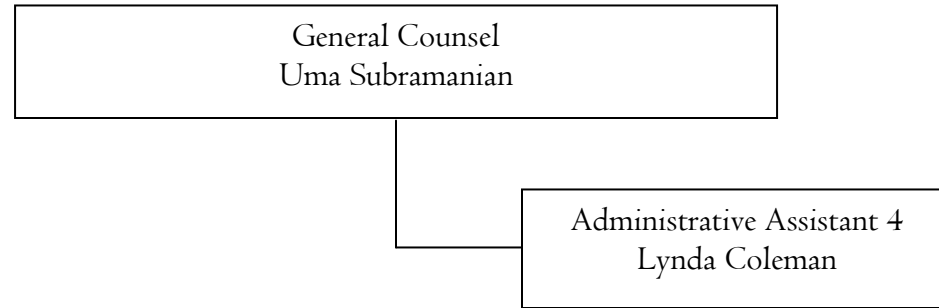 General Counsel
Uma Subramanian
Administrative Assistant 4
Lynda Coleman